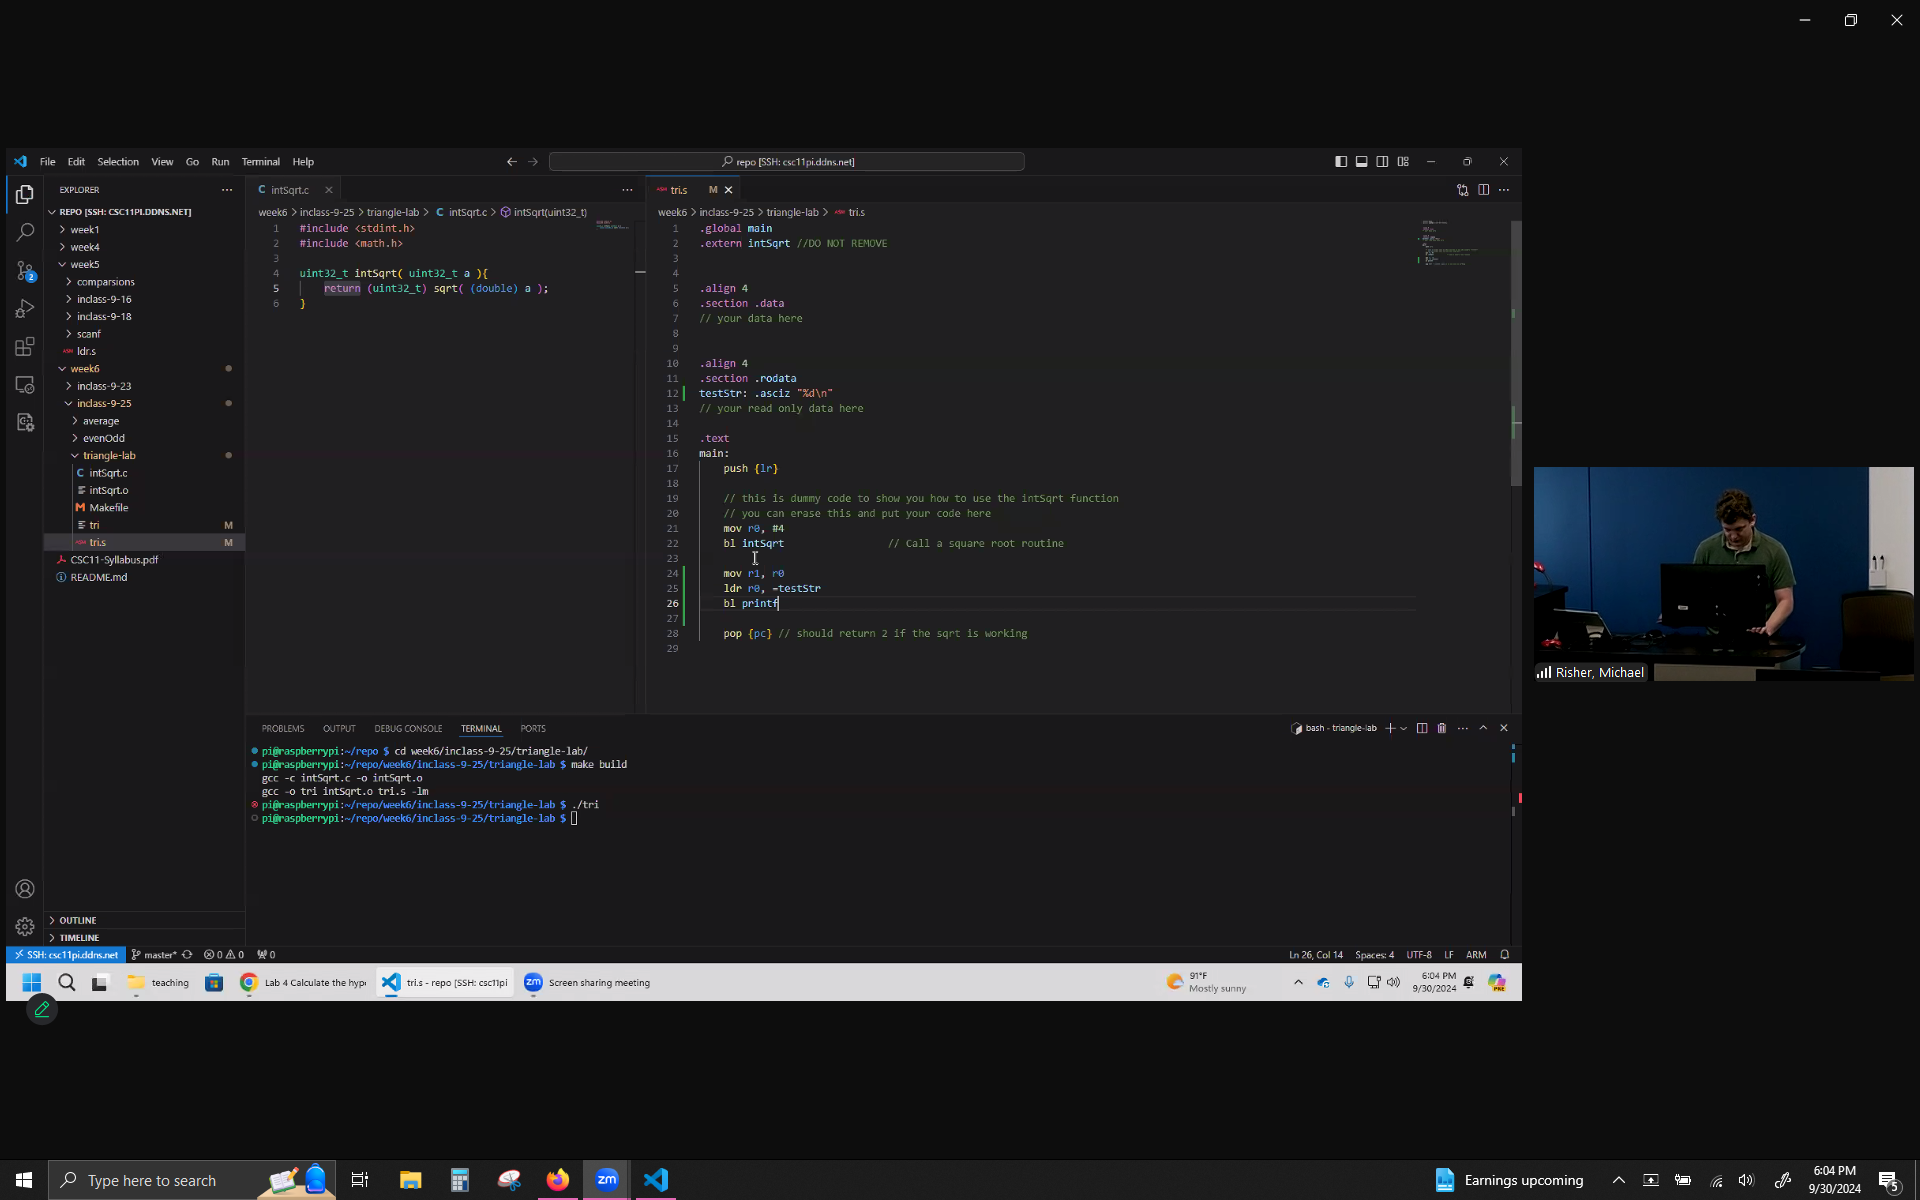 File Edit Selection View Go Run Terminal Help
repo [SSH: csc11pi.ddns.net]
EXPLORER
REPO [SSH: CSC11PI.DDNS.NET]
week1
week4
week5
comparsions
inclass-9-16
inclass-9-18
scanf
ldr.s
week6
inclass-9-23
inclass-9-25
average
evenOdd
triangle-lab
intSqrt.c
intSqrt.o
Makefile
tri M
tri.s M
CSC11-Syllabus.pdf
README.md
OUTLINE
TIMELINE
intSqrt.c
week6 > inclass-9-25 > triangle-lab > C intSqrt.c > intSqrt(uint32_t)
1 #include <stdint.h>
2 #include <math.h>
3
4 uint32_t intSqrt( uint32_t a ){
5 return (uint32_t) sqrt( (double) a );
6 }
tri.s M
week6 > inclass-9-25 > triangle-lab > tri.s
1 .global main
2 .extern intSqrt //DO NOT REMOVE
3
4
5 .align 4
6 .section .data
7 // your data here
8
9
10 .align 4
11 .section .rodata
12 testStr: .asciz "%d\n"
13 // your read only data here
14
15 .text
16 main:
17 push {lr}
18
19 // this is dummy code to show you how to use the intSqrt function
20 // you can erase this and put your code here
21 mov r0, #4
22 bl intSqrt // Call a square root routine
23
24 mov r1, r0
25 ldr r0, =testStr
26 bl printf
27
28 pop {pc} // should return 2 if the sqrt is working
29
PROBLEMS OUTPUT DEBUG CONSOLE TERMINAL PORTS
bash - triangle-lab
pi@raspberrypi:~/repo $ cd week6/inclass-9-25/triangle-lab/
pi@raspberrypi:~/repo/week6/inclass-9-25/triangle-lab $ make build
gcc -c intSqrt.c -o intSqrt.o
gcc -o tri intSqrt.o tri.s -lm
pi@raspberrypi:~/repo/week6/inclass-9-25/triangle-lab $ ./tri
pi@raspberrypi:~/repo/week6/inclass-9-25/triangle-lab $
SSH: csc11pi.ddns.net master* 0 0 0
Ln 26, Col 14 Spaces: 4 UTF-8 LF ARM
Risher, Michael
teaching
Lab 4 Calculate the hyp
tri.s - repo [SSH: csc11pi
zm Screen sharing meeting
91°F
Mostly sunny
6:04 PM
9/30/2024
Type here to search
zm
Earnings upcoming
6:04 PM
9/30/2024
5